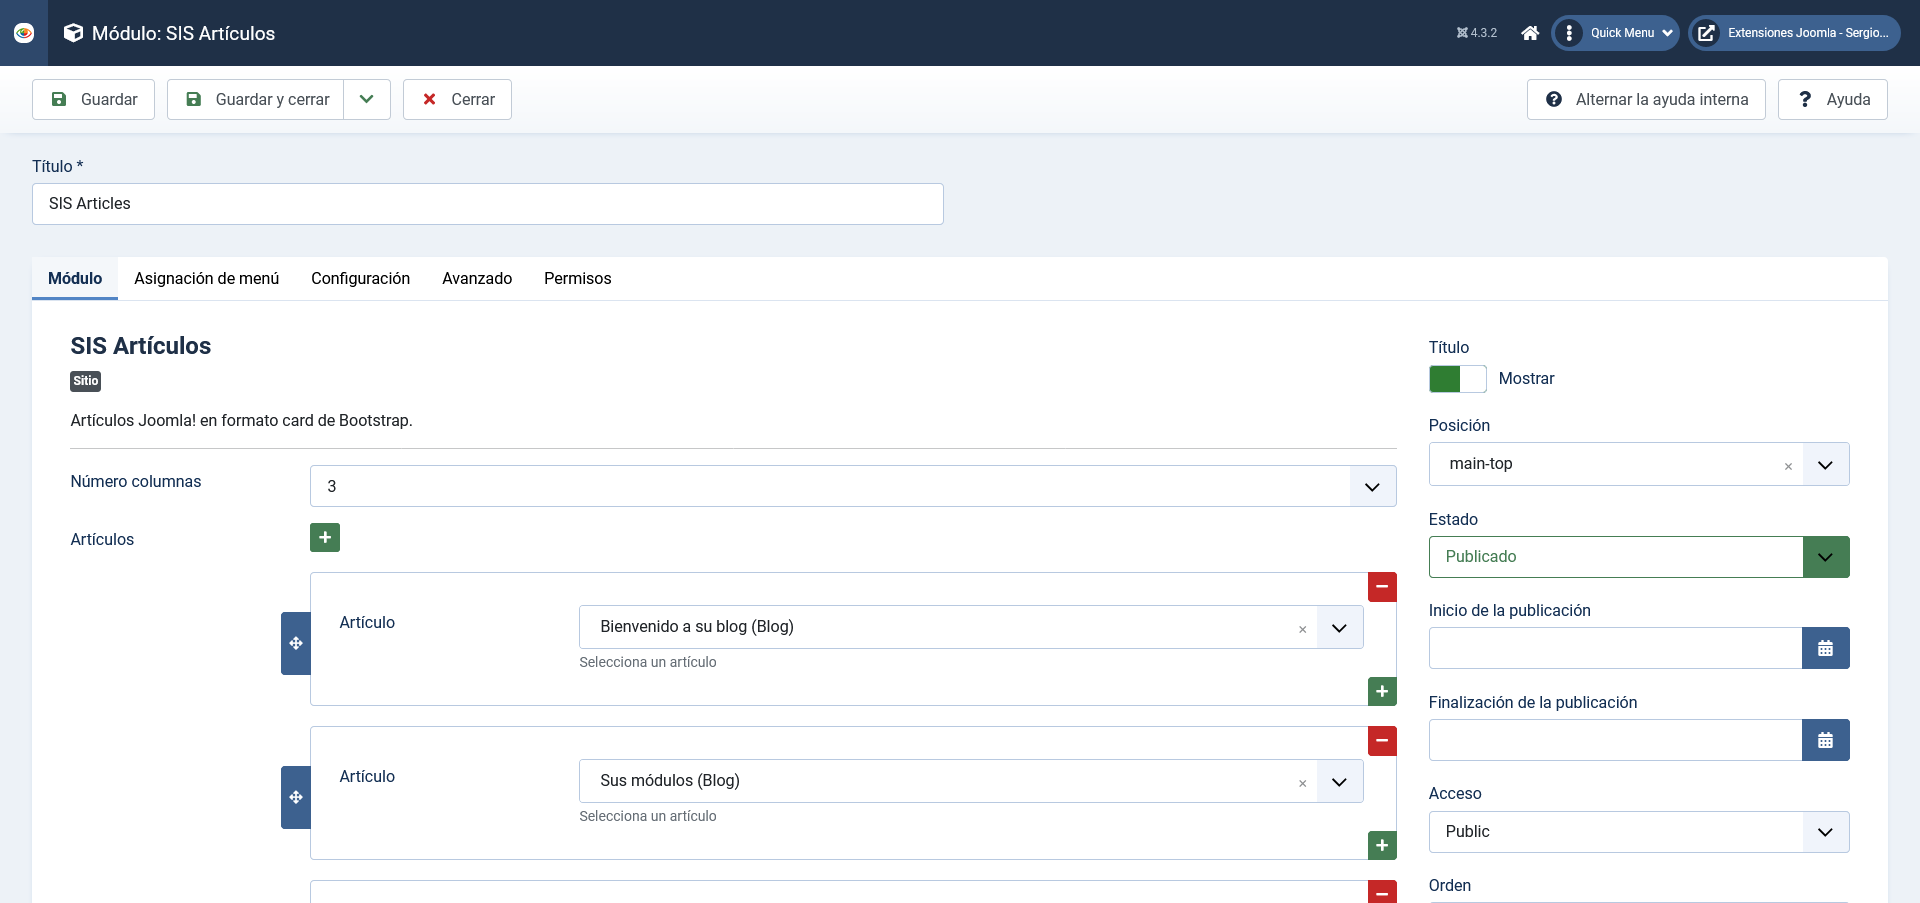 Módulo: SIS Artículos
4.3.2
Quick Menu
Extensiones Joomla - Sergio...
Guardar
Guardar y cerrar
Cerrar
Alternar la ayuda interna
Ayuda
Título *
SIS Articles
Módulo
Asignación de menú
Configuración
Avanzado
Permisos
SIS Artículos
Sitio
Artículos Joomla! en formato card de Bootstrap.
Número columnas
3
Artículos
Artículo
Bienvenido a su blog (Blog)
Selecciona un artículo
Artículo
Sus módulos (Blog)
Selecciona un artículo
Título
Mostrar
Posición
main-top
Estado
Publicado
Inicio de la publicación
Finalización de la publicación
Acceso
Public
Orden